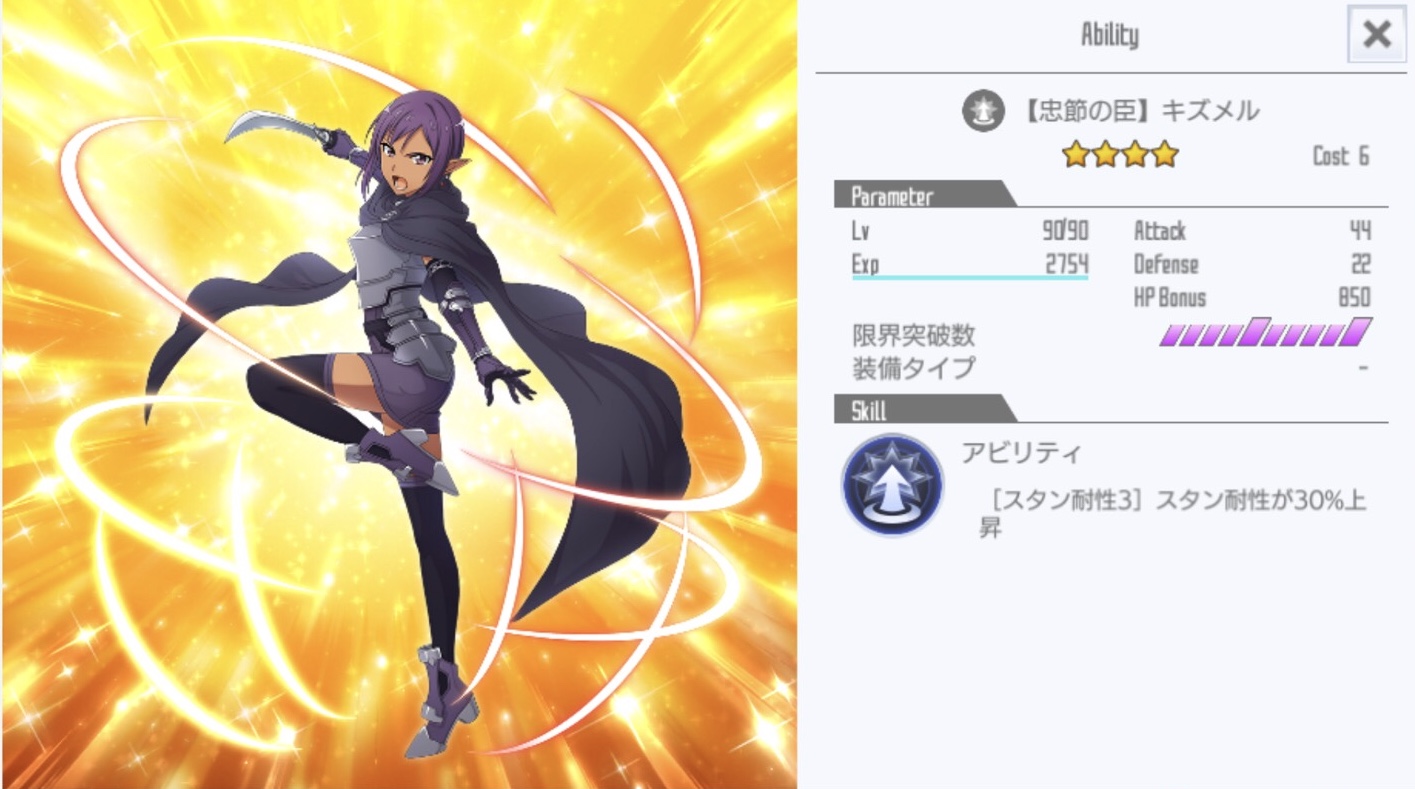 Ability
【忠節の臣】キズメル
Cost 6
Parameter
Lv 90/90 Attack 44
Exp 2754 Defense 22
HP Bonus 850
限界突破数
装備タイプ -
Skill
アビリティ
［スタン耐性3］スタン耐性が30%上
昇